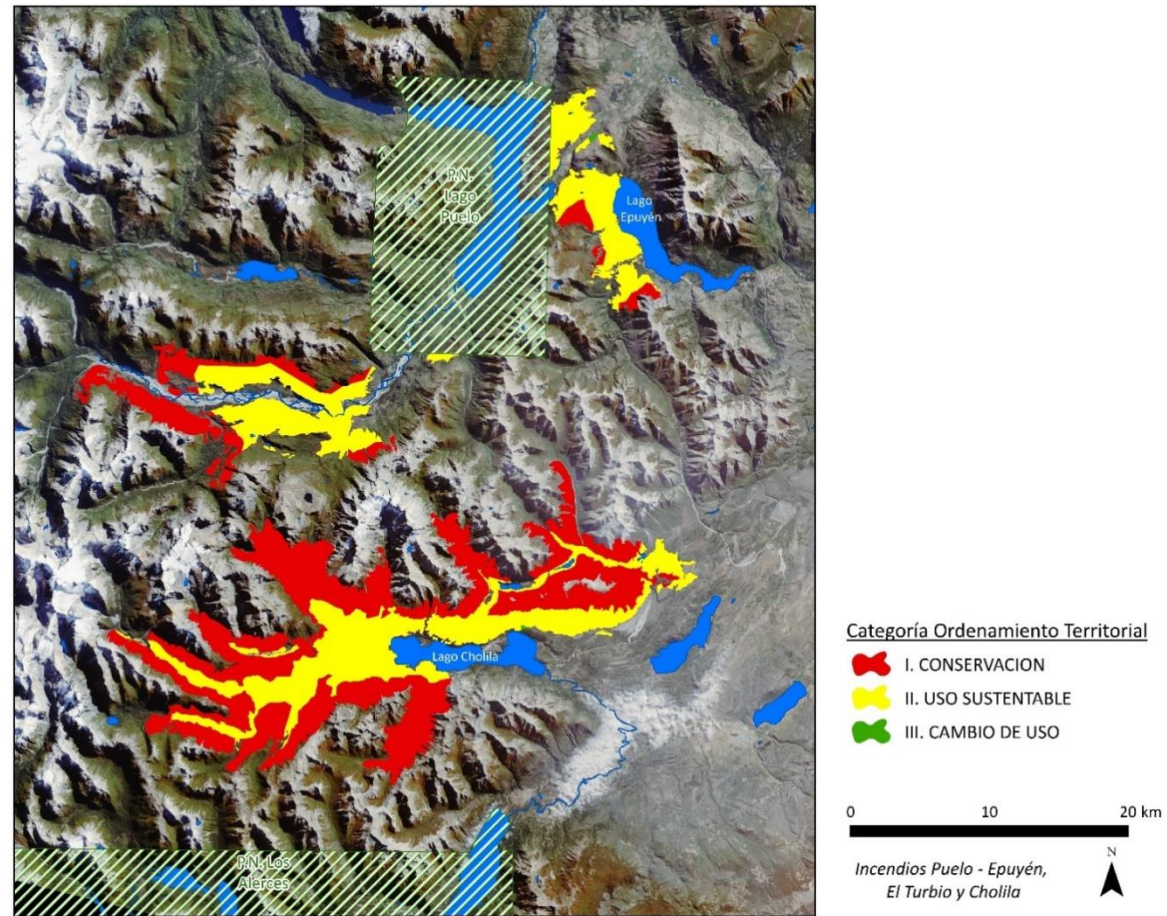 P.N.
Lago
Puelo
Lago
Epuyén
Lago Cholila
P.N. Los
Alerces
Categoría Ordenamiento Territorial
I. CONSERVACION
II. USO SUSTENTABLE
III. CAMBIO DE USO
0 10 20 km
N
Incendios Puelo - Epuyén,
El Turbio y Cholila